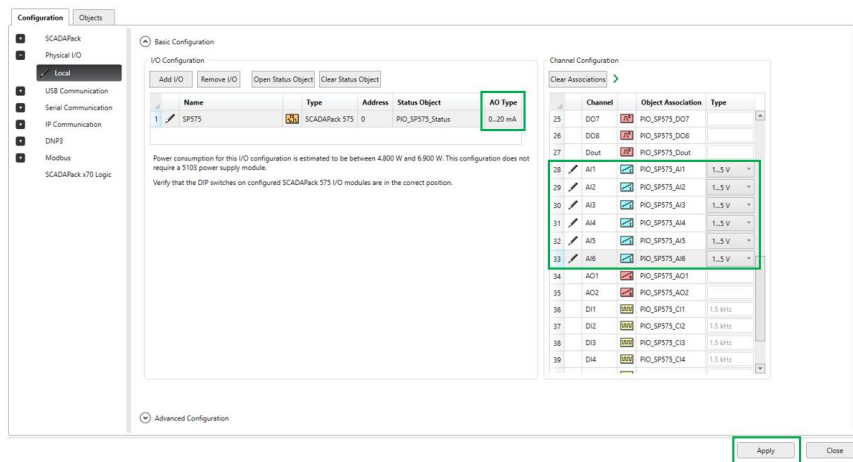 Configuration Objects
SCADAPack
Physical I/O
Local
USB Communication
Serial Communication
IP Communication
DNP3
Modbus
SCADAPack x70 Logic
Basic Configuration
I/O Configuration
Add I/O Remove I/O Open Status Object Clear Status Object
Name Type Address Status Object AO Type
1 SP575 SCADAPack 575 0 PIO_SP575_Status 0...20 mA
Power consumption for this I/O configuration is estimated to be between 4.800 W and 6.900 W. This configuration does not
require a 5103 power supply module.
Verify that the DIP switches on configured SCADAPack 575 I/O modules are in the correct position.
Channel Configuration
Clear Associations
Channel Object Association Type
25 DO7 PIO_SP575_DO7
26 DO8 PIO_SP575_DO8
27 Dout PIO_SP575_Dout
28 AI1 PIO_SP575_AI1 1...5 V
29 AI2 PIO_SP575_AI2 1...5 V
30 AI3 PIO_SP575_AI3 1...5 V
31 AI4 PIO_SP575_AI4 1...5 V
32 AI5 PIO_SP575_AI5 1...5 V
33 AI6 PIO_SP575_AI6 1...5 V
34 AO1 PIO_SP575_AO1
35 AO2 PIO_SP575_AO2
36 DI1 PIO_SP575_CI1 1.5 kHz
37 DI2 PIO_SP575_CI2 1.5 kHz
38 DI3 PIO_SP575_CI3 1.5 kHz
39 DI4 PIO_SP575_CI4 1.5 kHz
Advanced Configuration
Apply Close